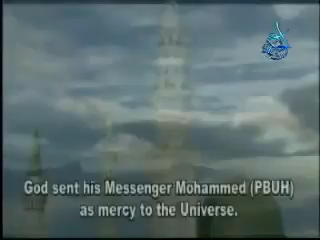 God sent his Messenger Mohammed (PBUH)
as mercy to the Universe.